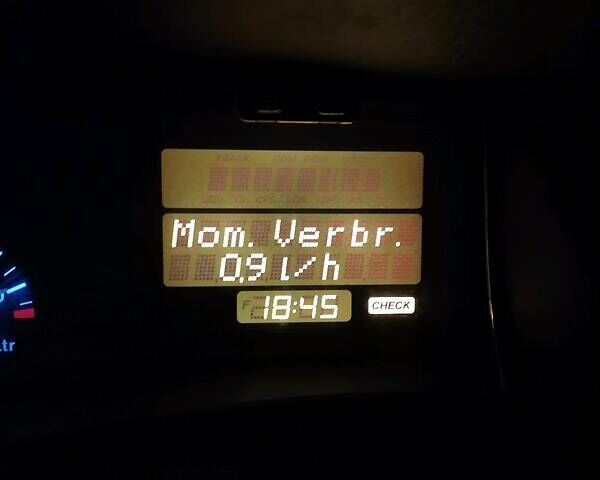 Mom. Verbr.
0,9 l/h
18:45 CHECK